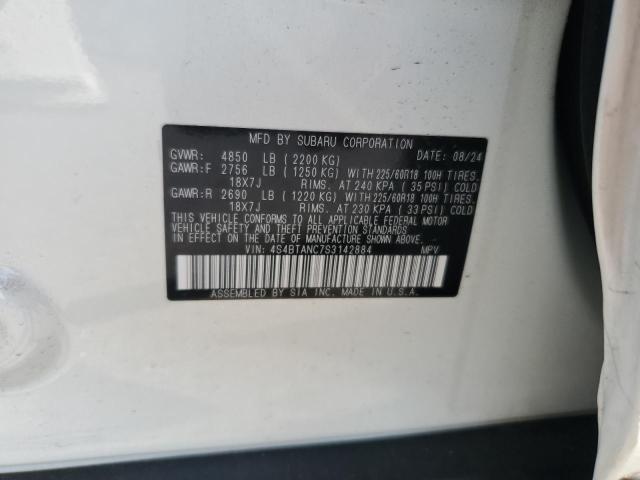 MFD BY SUBARU CORPORATION
GVWR: 4850 LB (2200 KG) DATE: 08/24
GAWR:F 2756 LB (1250 KG) WITH 225/60R18 100H TIRES.
18X7J RIMS. AT 240 KPA (35 PSI) COLD
GAWR:R 2690 LB (1220 KG) WITH 225/60R18 100H TIRES.
18X7J RIMS. AT 230 KPA (33 PSI) COLD
THIS VEHICLE CONFORMS TO ALL APPLICABLE FEDERAL MOTOR
VEHICLE SAFETY, BUMPER, AND THEFT PREVENTION STANDARDS
IN EFFECT ON THE DATE OF MANUFACTURE SHOWN ABOVE.
VIN: 4S4BTANC7S3142884 MPV
ASSEMBLED BY SIA INC. MADE IN U.S.A.